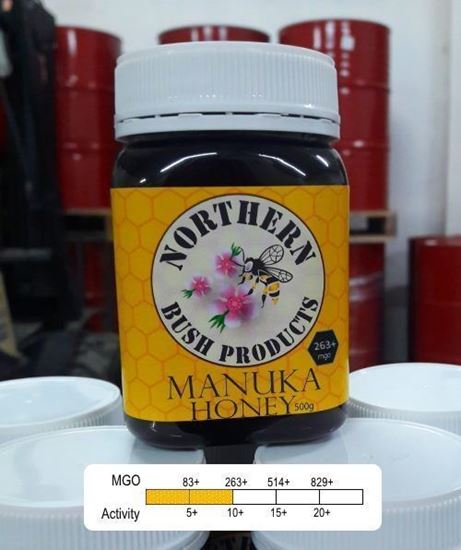 NORTHERN
BUSH PRODUCTS
263+
mgo
MANUKA
HONEY 500g
MGO 83+ 263+ 514+ 829+
Activity 5+ 10+ 15+ 20+